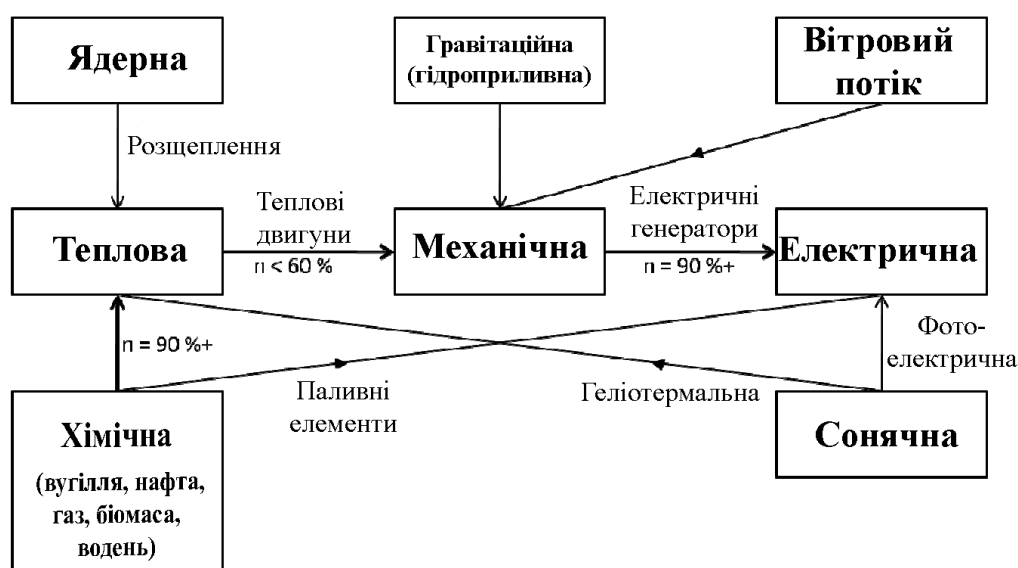 Ядерна
Гравітаційна
(гідроприливна)
Вітровий
потік
Розщеплення
Теплові
двигуни
Електричні
генератори
Теплова
n < 60 %
Механічна
n = 90 %+
Електрична
n = 90 %+
Паливні
елементи
Геліотермальна
Фото-
електрична
Хімічна
(вугілля, нафта,
газ, біомаса,
водень)
Сонячна